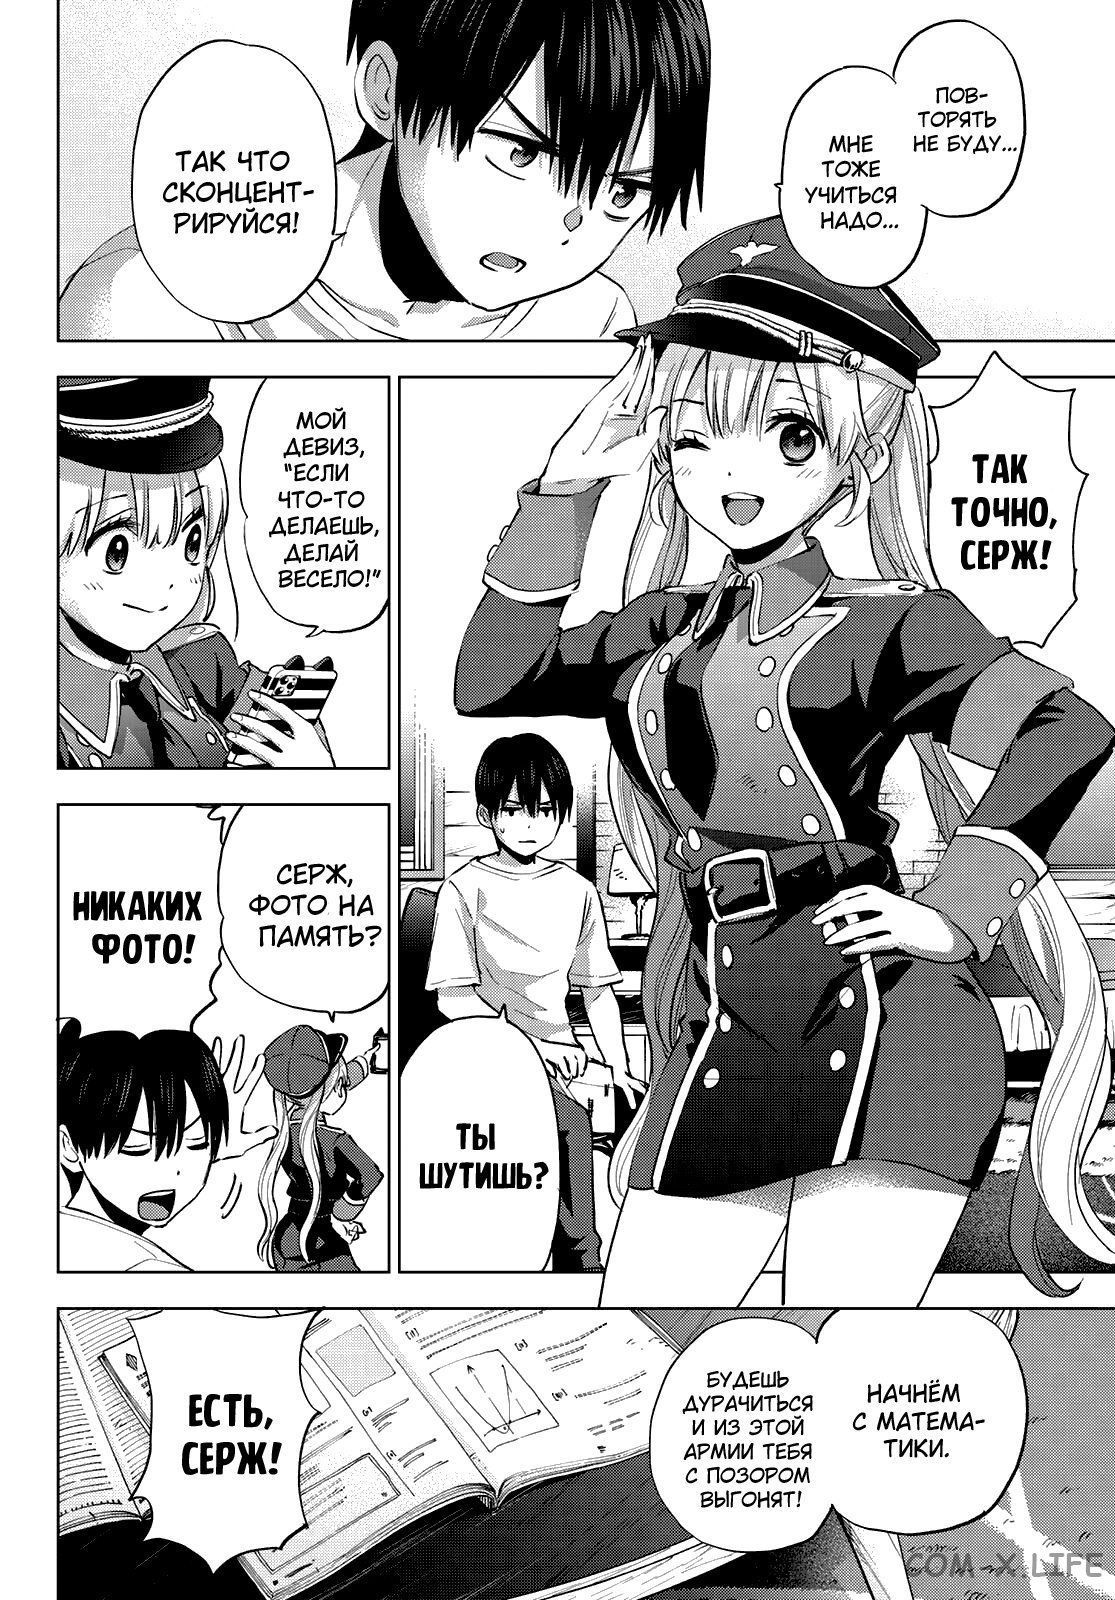 ПОВ-
ТОРЯТЬ
НЕ БУДУ...
МНЕ
ТОЖЕ
УЧИТЬСЯ
НАДО...
ТАК ЧТО
СКОНЦЕНТ-
РИРУЙСЯ!
ТАК
ТОЧНО,
СЕРЖ!
ТЫ
ШУТИШЬ?
МОЙ
ДЕВИЗ,
"ЕСЛИ
ЧТО-ТО
ДЕЛАЕШЬ,
ДЕЛАЙ
ВЕСЕЛО!"
СЕРЖ,
ФОТО НА
ПАМЯТЬ?
НИКАКИХ
ФОТО!
НАЧНЁМ
С МАТЕМА-
ТИКИ.
БУДЕШЬ
ДУРАЧИТЬСЯ
И ИЗ ЭТОЙ
АРМИИ ТЕБЯ
С ПОЗОРОМ
ВЫГОНЯТ!
ЕСТЬ,
СЕРЖ!
COM-X.LIFE